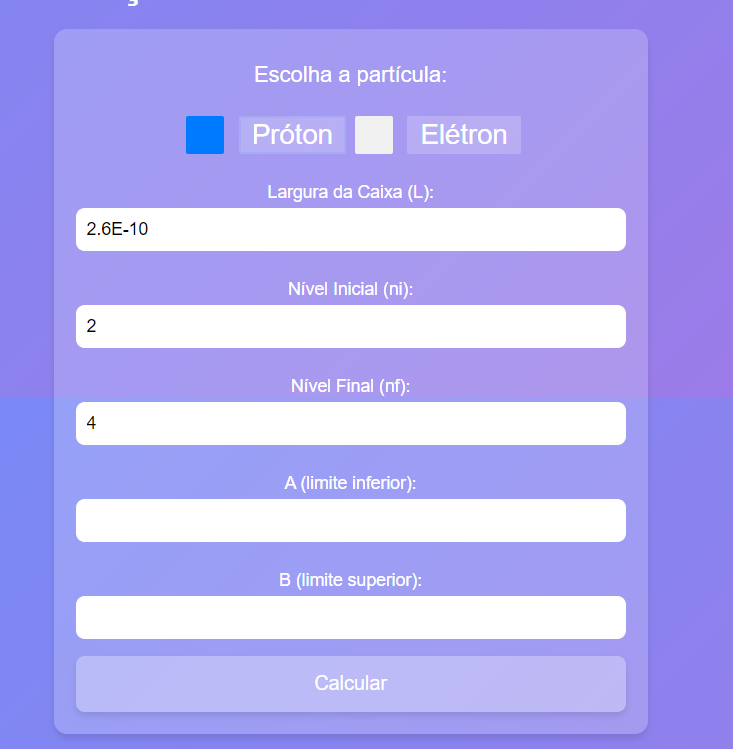 Escolha a partícula:
Próton Elétron
Largura da Caixa (L):
2.6E-10
Nível Inicial (ni):
2
Nível Final (nf):
4
A (limite inferior):
B (limite superior):
Calcular